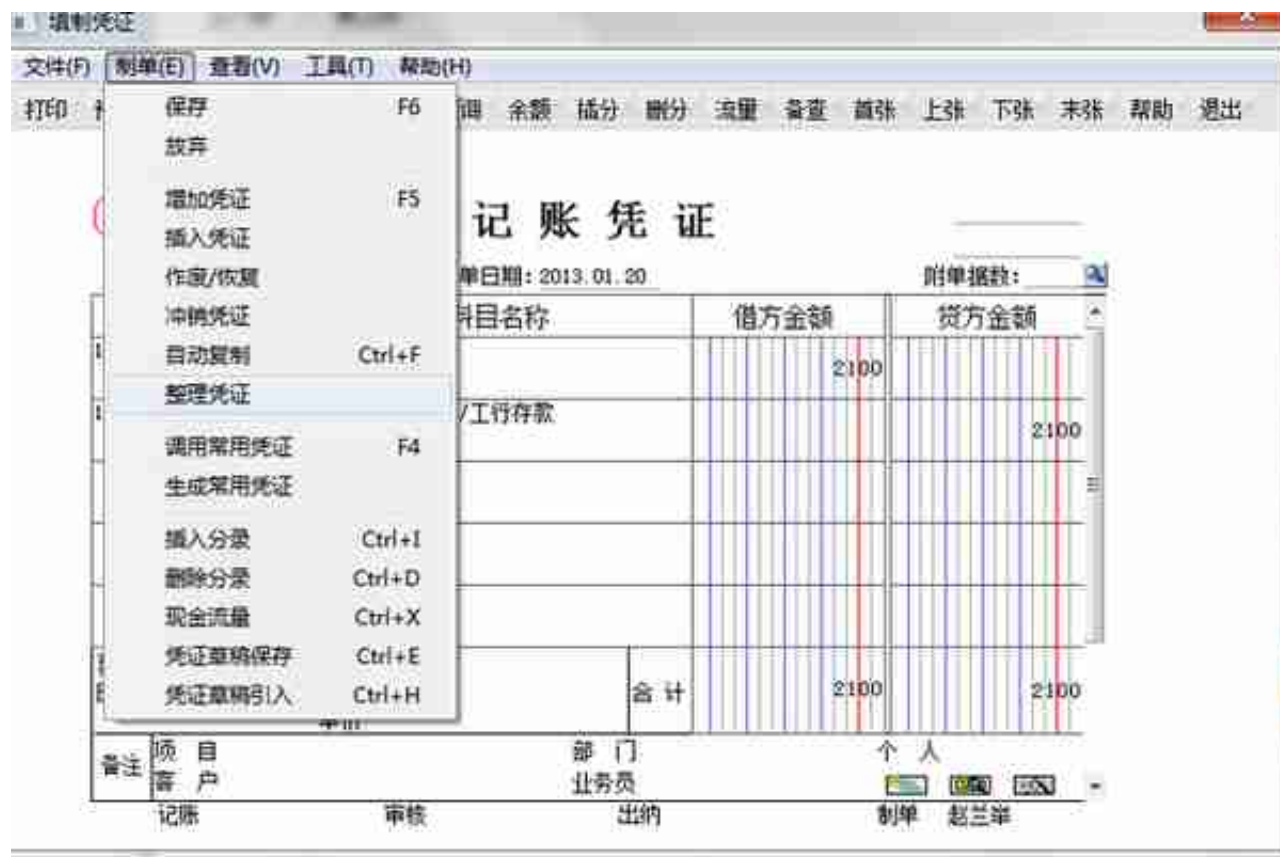 填制凭证
文件(F) 制单(E) 查看(V) 工具(T) 帮助(H)
打印 余额 插分 删分 流量 备查 首张 上张 下张 末张 帮助 退出
保存 F6
放弃
增加凭证 F5
插入凭证
作废/恢复
冲销凭证
自动复制 Ctrl+F
整理凭证
调用常用凭证 F4
生成常用凭证
插入分录 Ctrl+I
删除分录 Ctrl+D
现金流量 Ctrl+X
凭证草稿保存 Ctrl+E
凭证草稿引入 Ctrl+H
记 账 凭 证
单日期: 2013.01.20 附单据数:
科目名称 借方金额 贷方金额
2100
/工行存款 2100
合 计 2100 2100
备注 项 目 部 门 个 人
客 户 业务员
记账 审核 出纳 制单 赵兰举